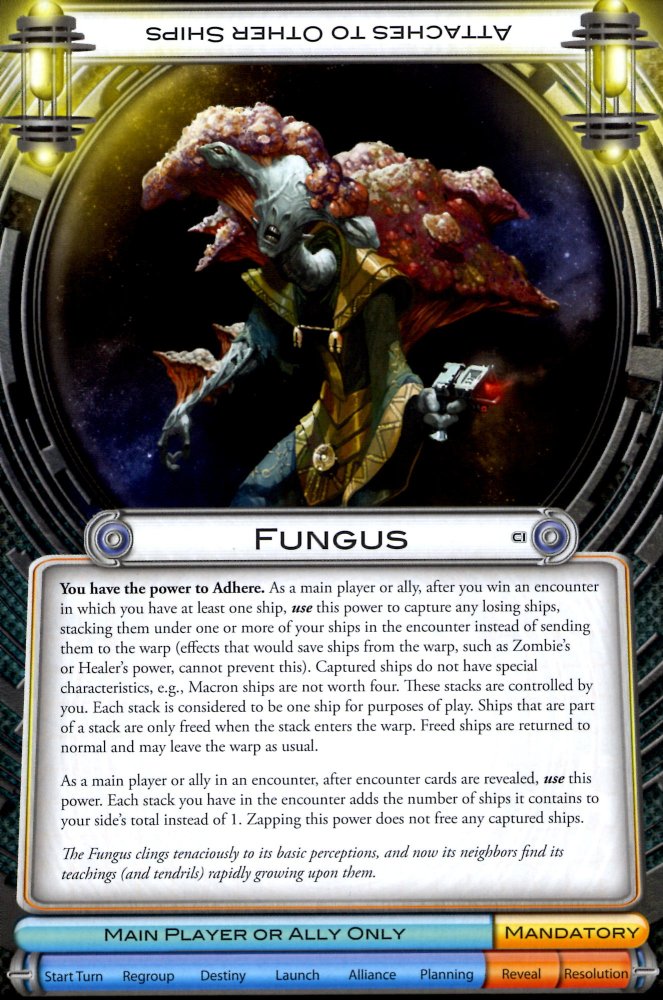 Attaches to Other Ships
Fungus
CI
You have the power to Adhere. As a main player or ally, after you win an encounter
in which you have at least one ship, use this power to capture any losing ships,
stacking them under one or more of your ships in the encounter instead of sending
them to the warp (effects that would save ships from the warp, such as Zombie's
or Healer's power, cannot prevent this). Captured ships do not have special
characteristics, e.g., Macron ships are not worth four. These stacks are controlled by
you. Each stack is considered to be one ship for purposes of play. Ships that are part
of a stack are only freed when the stack enters the warp. Freed ships are returned to
normal and may leave the warp as usual.
As a main player or ally in an encounter, after encounter cards are revealed, use this
power. Each stack you have in the encounter adds the number of ships it contains to
your side's total instead of 1. Zapping this power does not free any captured ships.
The Fungus clings tenaciously to its basic perceptions, and now its neighbors find its
teachings (and tendrils) rapidly growing upon them.
Main Player or Ally Only Mandatory
Start Turn Regroup Destiny Launch Alliance Planning Reveal Resolution